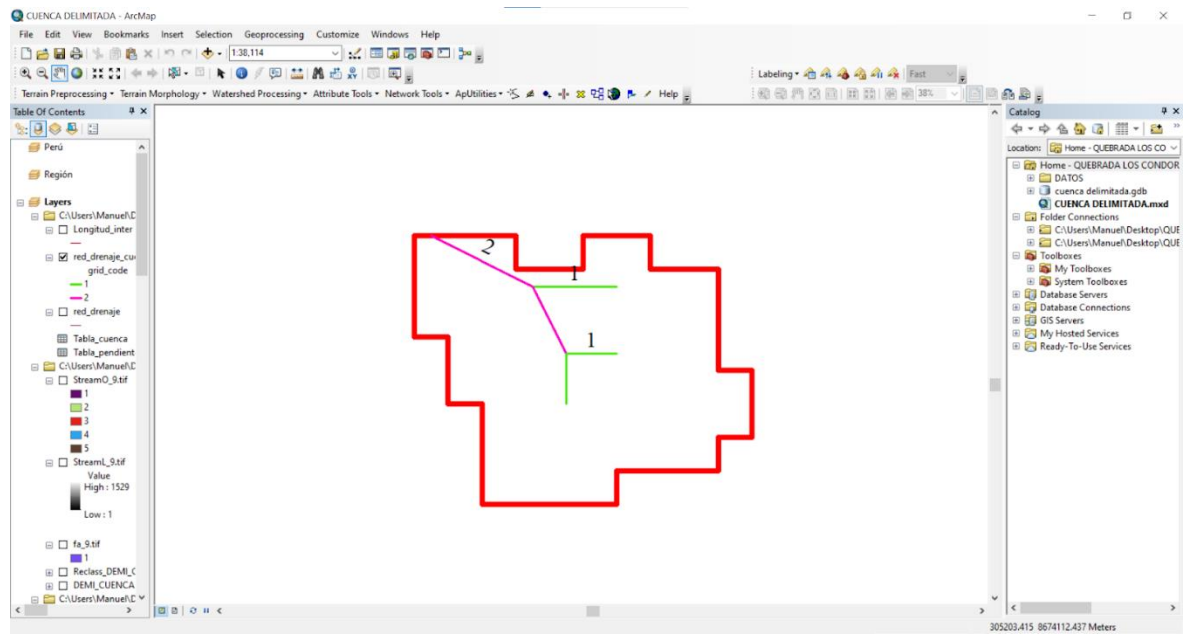 CUENCA DELIMITADA - ArcMap
File Edit View Bookmarks Insert Selection Geoprocessing Customize Windows Help
1:38,114
Labeling Fast
Terrain Preprocessing Terrain Morphology Watershed Processing Attribute Tools Network Tools ApUtilities Help
38%
Table Of Contents
Perú
Región
Layers
C:\Users\Manuel\D
Longitud_inter
red_drenaje_cu
grid_code
1
2
red_drenaje
Tabla_cuenca
Tabla_pendient
C:\Users\Manuel\D
StreamO_9.tif
1
2
3
4
5
StreamL_9.tif
Value
High : 1529
Low : 1
fa_9.tif
1
Reclass_DEMI_C
DEMI_CUENCA
C:\Users\Manuel\D
2
1
1
Catalog
Location: Home - QUEBRADA LOS CO
Home - QUEBRADA LOS CONDOR
DATOS
cuenca delimitada.gdb
CUENCA DELIMITADA.mxd
Folder Connections
C:\Users\Manuel\Desktop\QUE
C:\Users\Manuel\Desktop\QUE
Toolboxes
My Toolboxes
System Toolboxes
Database Servers
Database Connections
GIS Servers
My Hosted Services
Ready-To-Use Services
305203.415 8674112.437 Meters